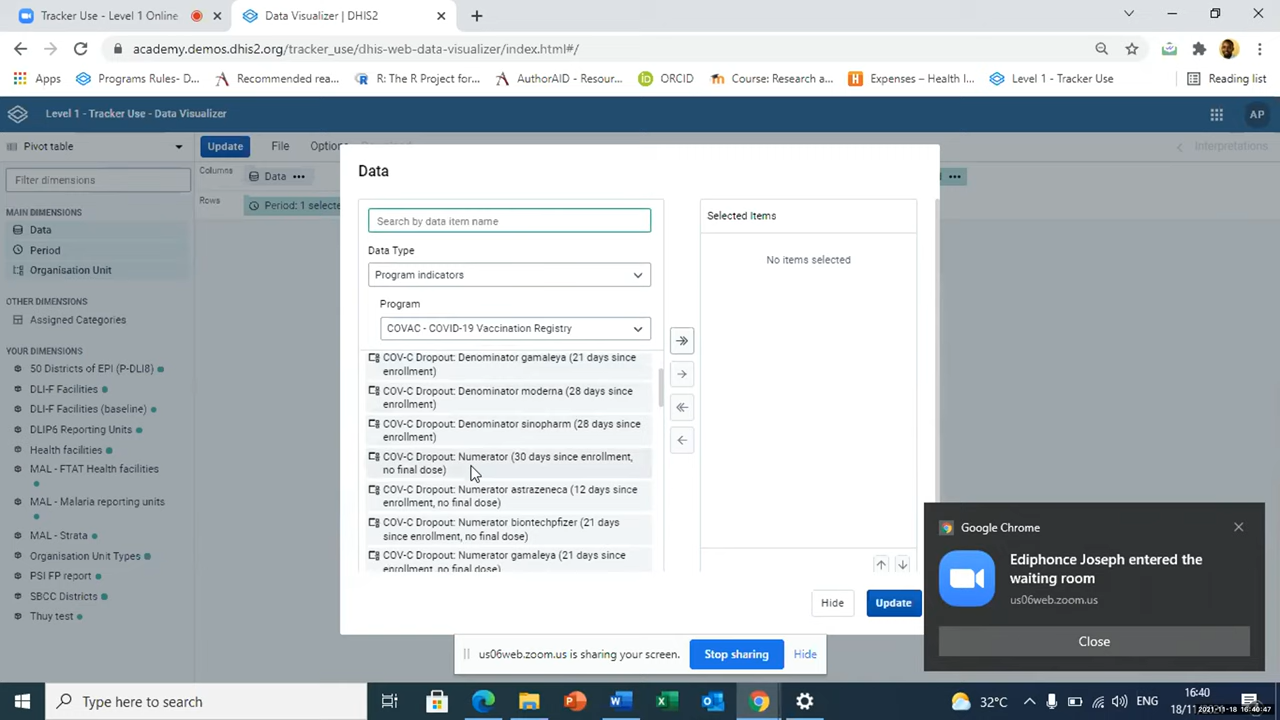 Tracker Use - Level 1 Online
Data Visualizer | DHIS2
academy.demos.dhis2.org/tracker_use/dhis-web-data-visualizer/index.html#/
Apps
Programs Rules- D...
Recommended rea...
R: The R Project for...
AuthorAID - Resour...
ORCID
Course: Research a...
Expenses – Health I...
Level 1 - Tracker Use
Reading list
Level 1 - Tracker Use - Data Visualizer
AP
Pivot table
Update
File
Option
Interpretations
Filter dimensions
Columns
Data
Rows
Period: 1 selecte
MAIN DIMENSIONS
Data
Period
Organisation Unit
OTHER DIMENSIONS
Assigned Categories
YOUR DIMENSIONS
50 Districts of EPI (P-DLI8)
DLI-F Facilities
DLI-F Facilities (baseline)
DLIP6 Reporting Units
Health facilities
MAL - FTAT Health facilities
MAL - Malaria reporting units
MAL - Strata
Organisation Unit Types
PSI FP report
SBCC Districts
Thuy test
Data
Search by data item name
Data Type
Program indicators
Program
COVAC - COVID-19 Vaccination Registry
COV-C Dropout: Denominator gamaleya (21 days since
enrollment)
COV-C Dropout: Denominator moderna (28 days since
enrollment)
COV-C Dropout: Denominator sinopharm (28 days since
enrollment)
COV-C Dropout: Numerator (30 days since enrollment,
no final dose)
COV-C Dropout: Numerator astrazeneca (12 days since
enrollment, no final dose)
COV-C Dropout: Numerator biontechpfizer (21 days
since enrollment, no final dose)
COV-C Dropout: Numerator gamaleya (21 days since
enrollment, no final dose)
Selected Items
No items selected
Hide
Update
Google Chrome
Ediphonce Joseph entered the
waiting room
us06web.zoom.us
Close
us06web.zoom.us is sharing your screen.
Stop sharing
Hide
Type here to search
32°C
ENG
16:40
2021-11-18 16:40:47